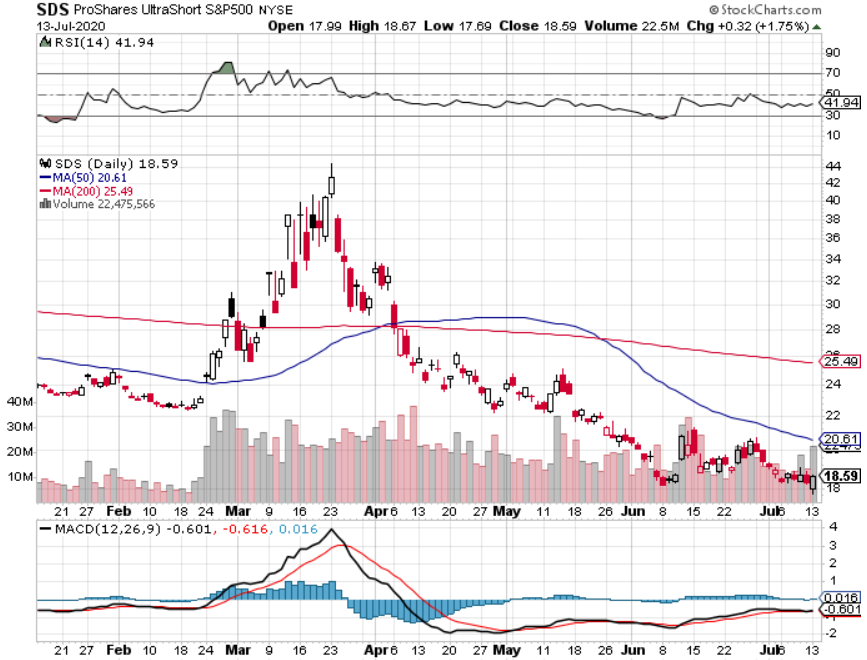 SDS ProShares UltraShort S&P500 NYSE © StockCharts.com
13-Jul-2020 Open 17.99 High 18.67 Low 17.69 Close 18.59 Volume 22.5M Chg +0.32 (+1.75%)
RSI(14) 41.94
90
70
50
41.94
30
10
SDS (Daily) 18.59
MA(50) 20.61
MA(200) 25.49
Volume 22,475,566
44
42
40
38
36
34
32
30
28
26
25.49
24
22
20.61
18.59
18
40M
30M
20M
10M
21 27 Feb 10 18 24 Mar 9 16 23 Apr 6 13 20 27 May 11 18 26 Jun 8 15 22 Jul 6 13
MACD(12,26,9) -0.601, -0.616, 0.016
4
3
2
1
0.016
-0.601
-1
-2
21 27 Feb 10 18 24 Mar 9 16 23 Apr 6 13 20 27 May 11 18 26 Jun 8 15 22 Jul 6 13